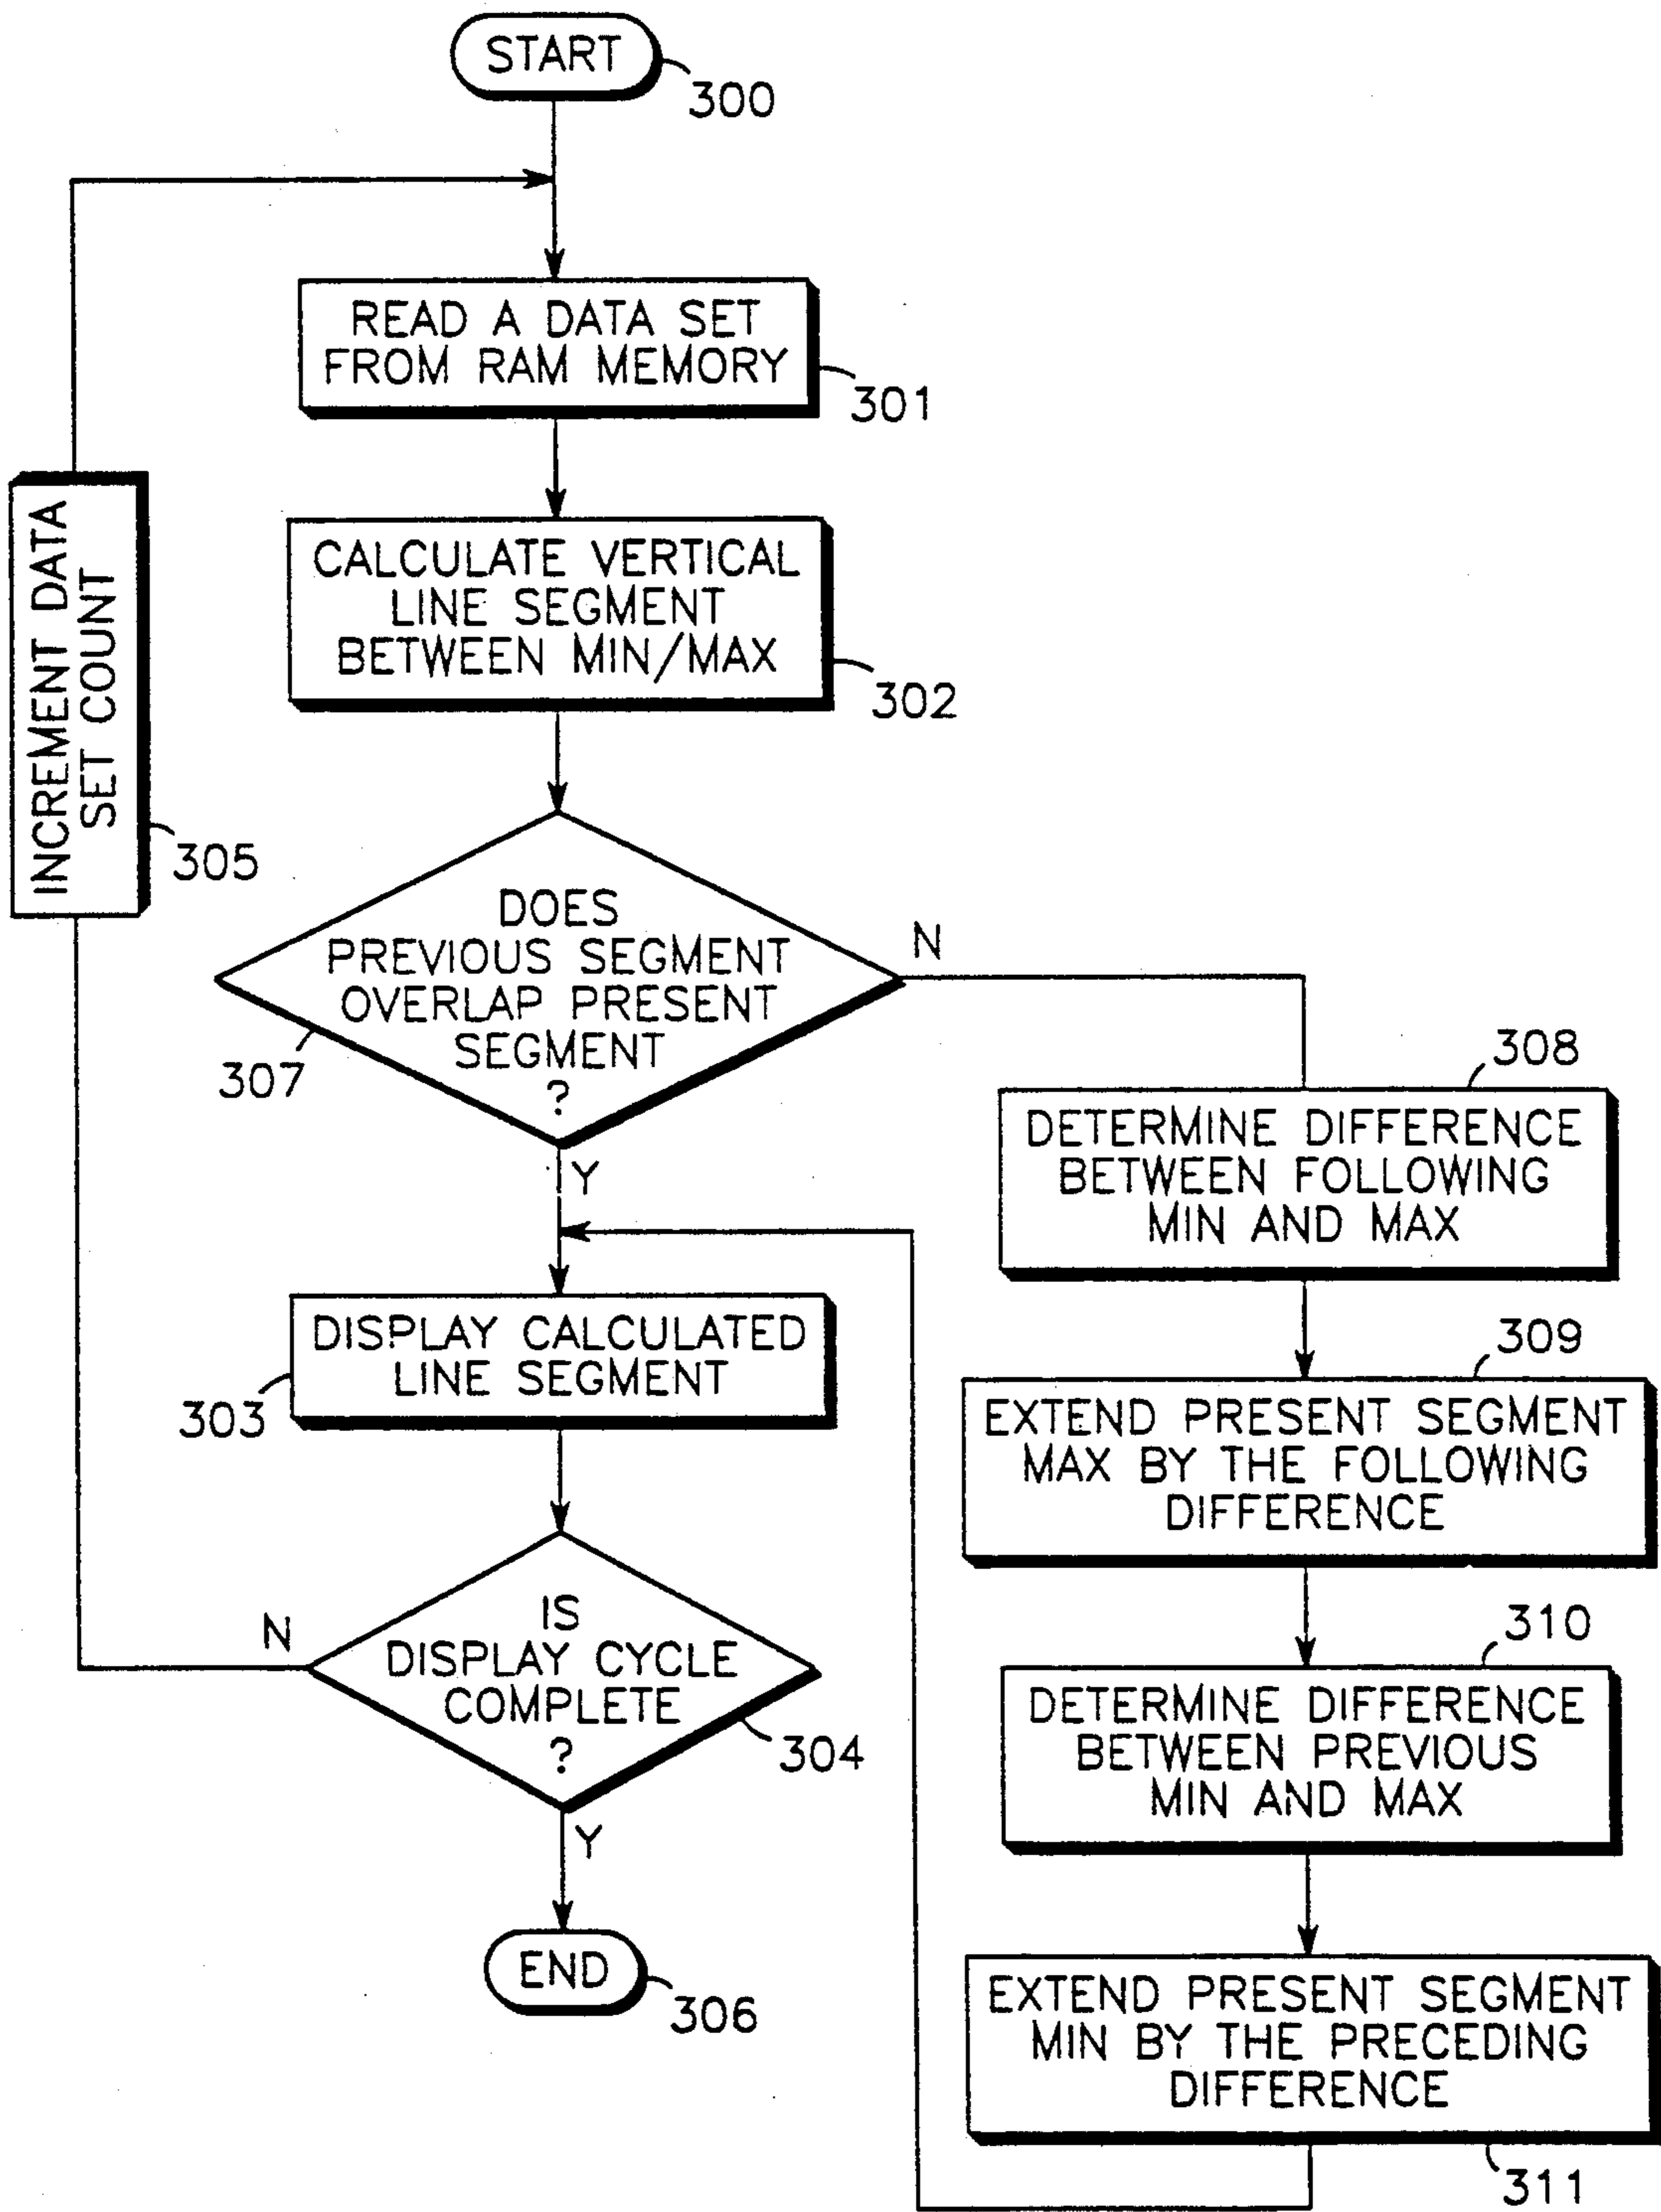 START
300
READ A DATA SET
FROM RAM MEMORY
301
CALCULATE VERTICAL
LINE SEGMENT
BETWEEN MIN/MAX
302
INCREMENT DATA
SET COUNT
305
DOES
PREVIOUS SEGMENT
OVERLAP PRESENT
SEGMENT
?
307
N
Y
308
DETERMINE DIFFERENCE
BETWEEN FOLLOWING
MIN AND MAX
309
EXTEND PRESENT SEGMENT
MAX BY THE FOLLOWING
DIFFERENCE
310
DETERMINE DIFFERENCE
BETWEEN PREVIOUS
MIN AND MAX
EXTEND PRESENT SEGMENT
MIN BY THE PRECEDING
DIFFERENCE
311
DISPLAY CALCULATED
LINE SEGMENT
303
IS
DISPLAY CYCLE
COMPLETE
?
304
N
Y
END
306